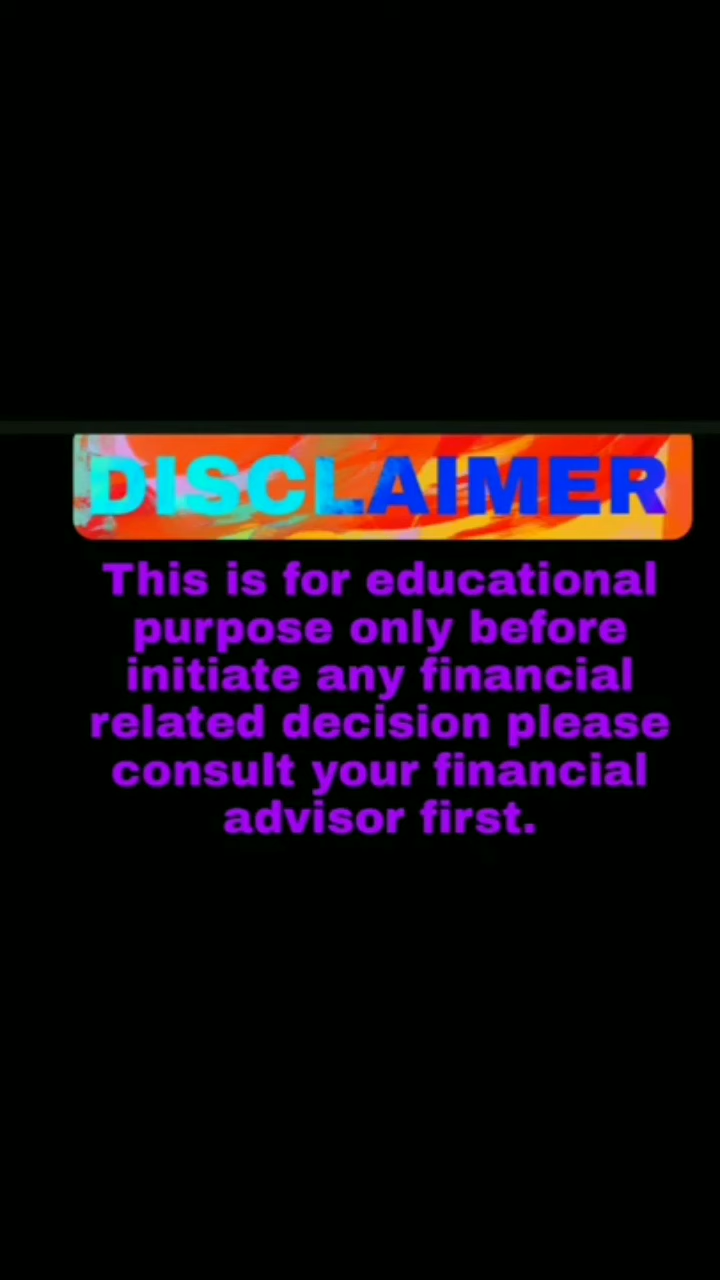 DISCLAIMER
This is for educational
purpose only before
initiate any financial
related decision please
consult your financial
advisor first.